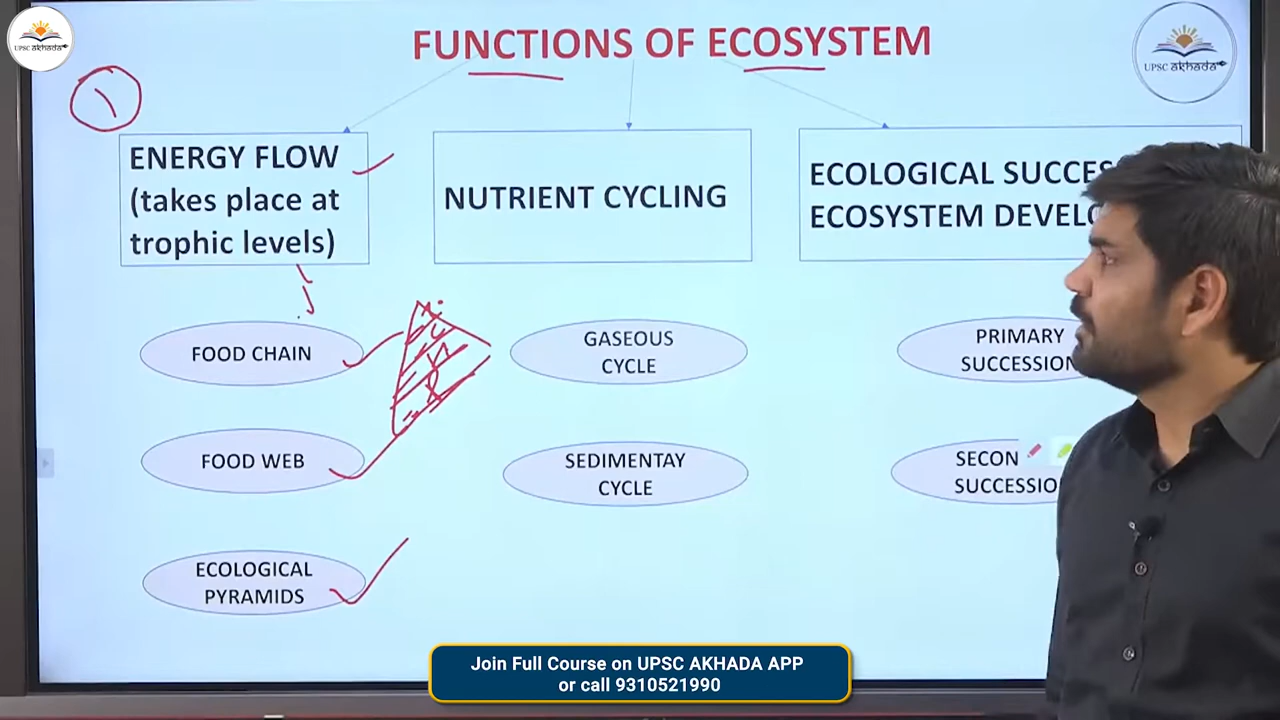 UPSC akhada
FUNCTIONS OF ECOSYSTEM
UPSC akhada
1
ENERGY FLOW
(takes place at
trophic levels)
NUTRIENT CYCLING
ECOLOGICAL SUCCES
ECOSYSTEM DEVELO
FOOD CHAIN
GASEOUS
CYCLE
PRIMARY
SUCCESSION
FOOD WEB
SEDIMENTAY
CYCLE
SECON
SUCCESSIO
ECOLOGICAL
PYRAMIDS
Join Full Course on UPSC AKHADA APP
or call 9310521990